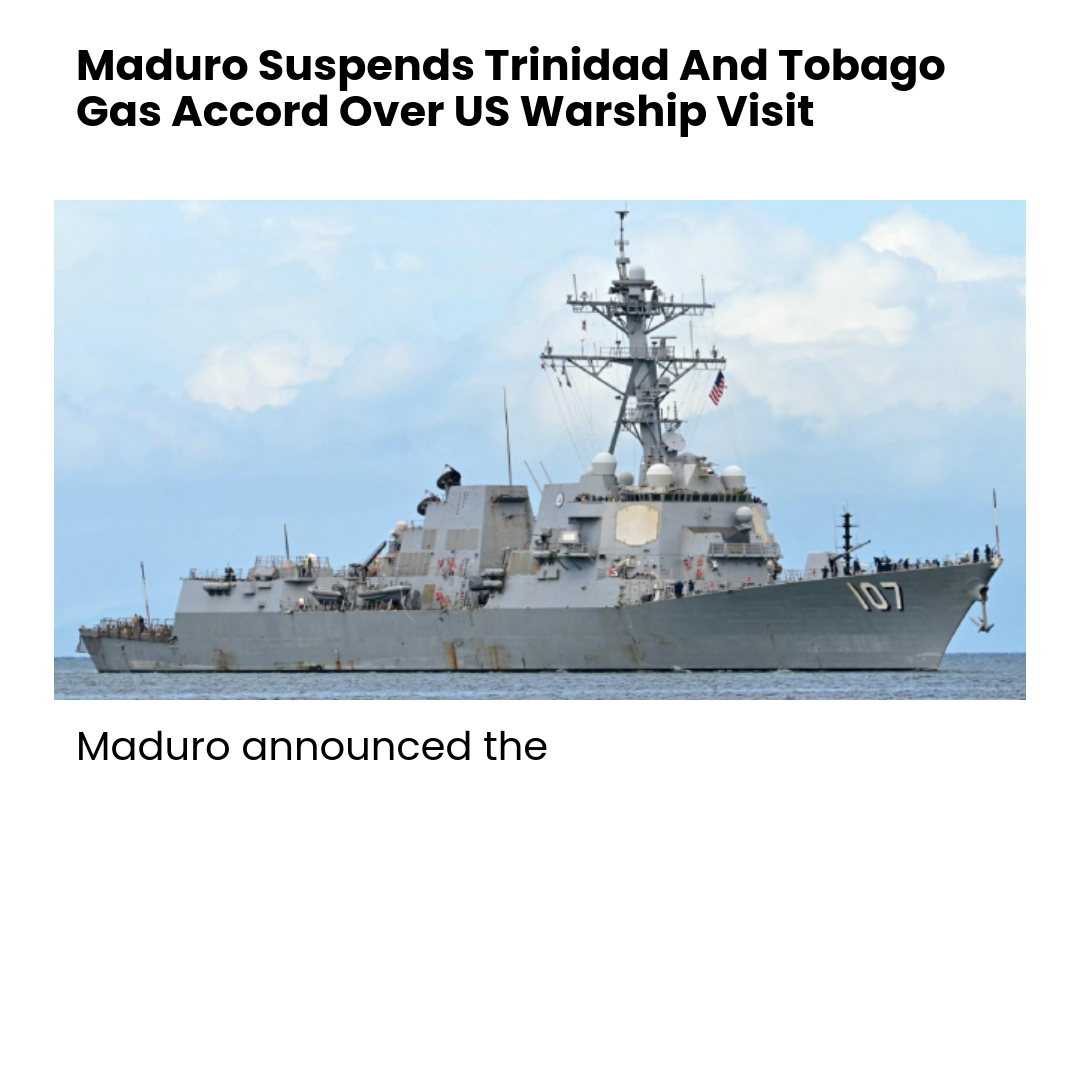 Maduro Suspends Trinidad And Tobago
Gas Accord Over US Warship Visit
107
Maduro announced the